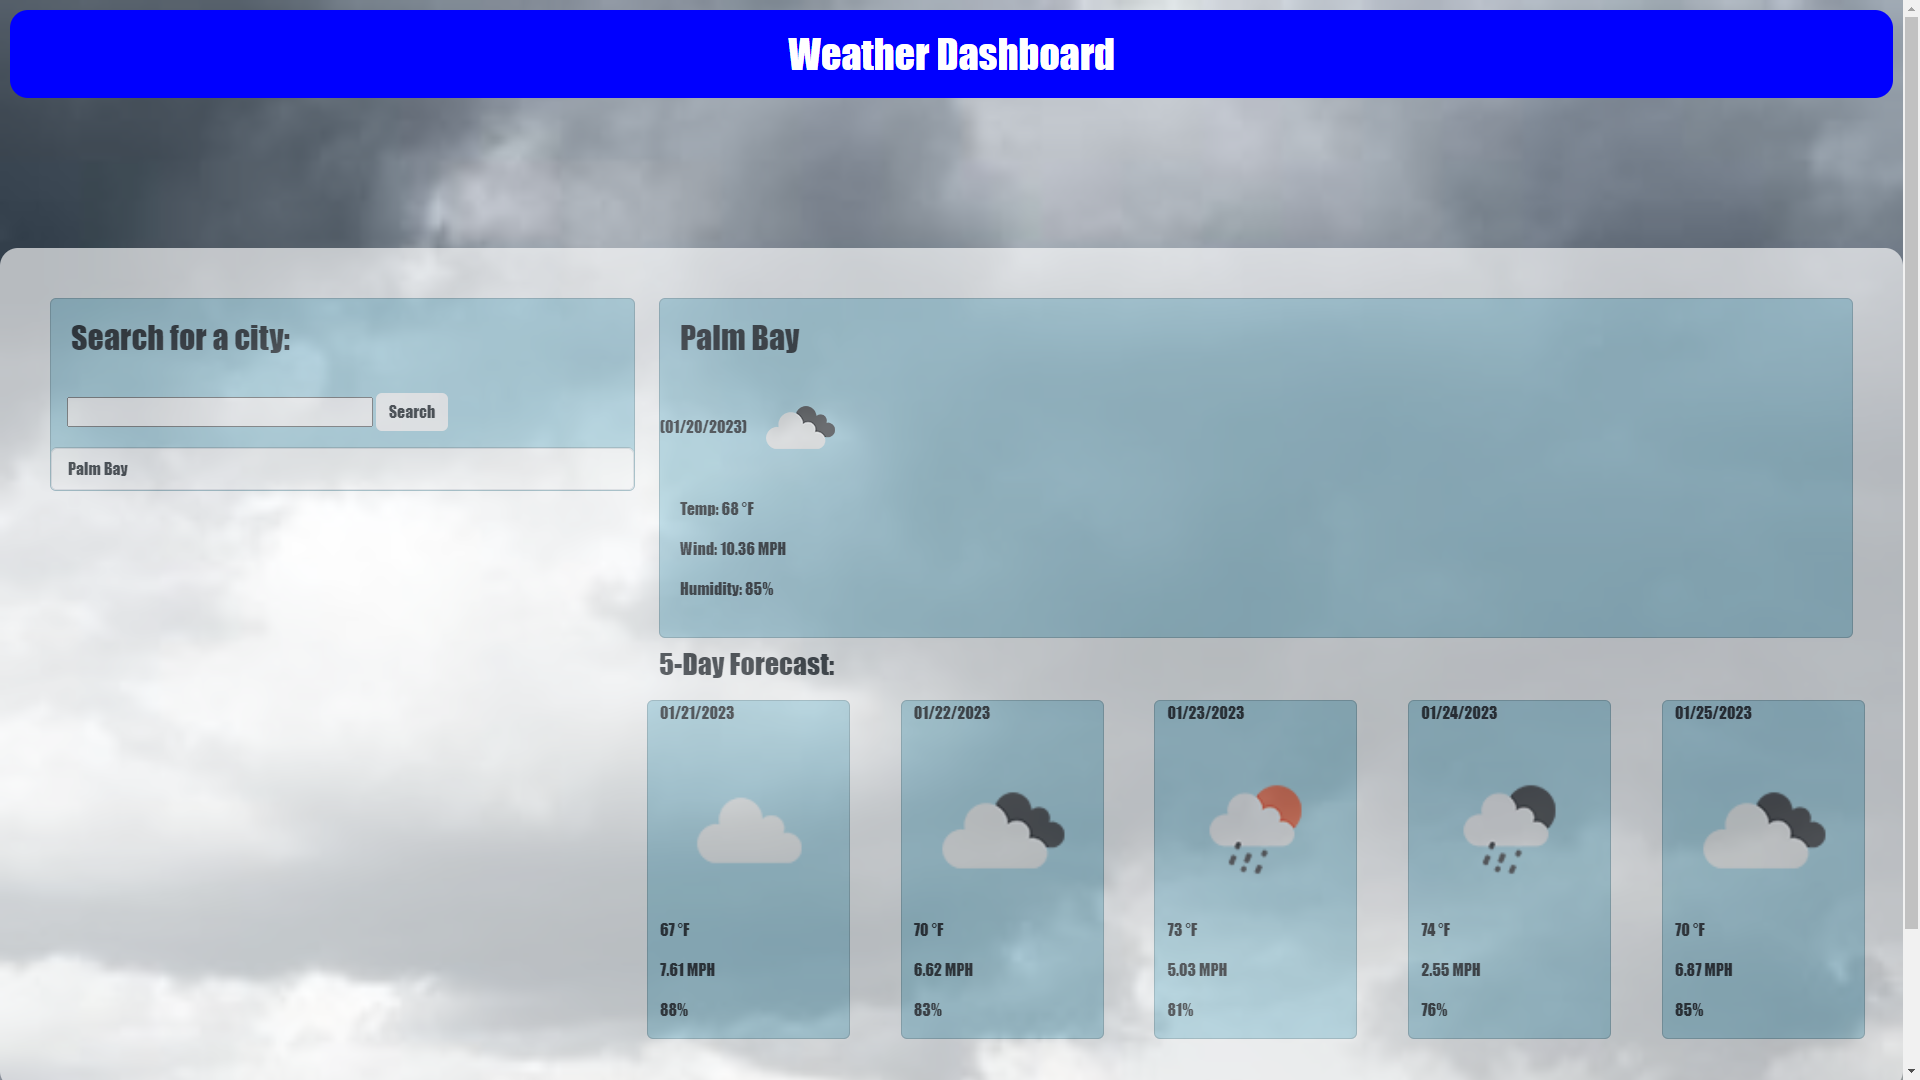 Weather Dashboard
Search for a city:
Search
Palm Bay
Palm Bay
(01/20/2023)
Temp: 68 °F
Wind: 10.36 MPH
Humidity: 85%
5-Day Forecast:
01/21/2023
67 °F
7.61 MPH
88%
01/22/2023
70 °F
6.62 MPH
83%
01/23/2023
73 °F
5.03 MPH
81%
01/24/2023
74 °F
2.55 MPH
76%
01/25/2023
70 °F
6.87 MPH
85%